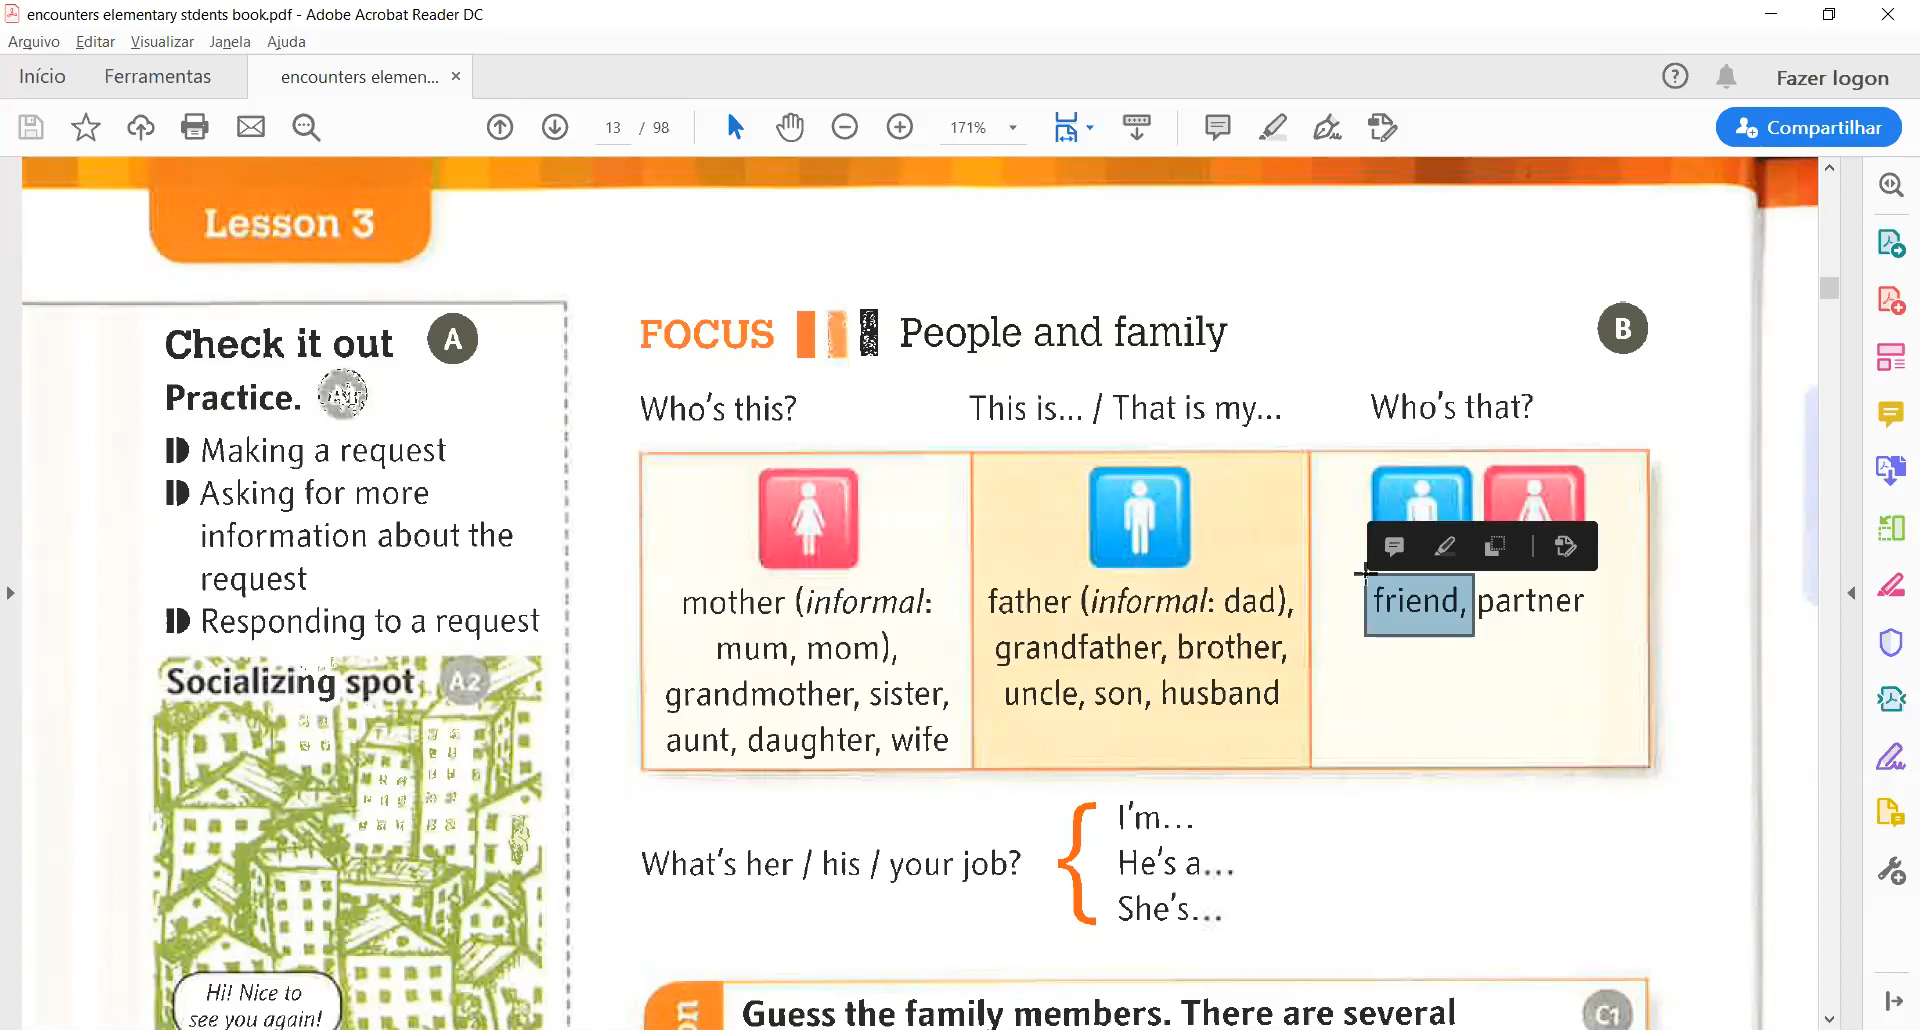 encounters elementary stdents book.pdf - Adobe Acrobat Reader DC
Arquivo Editar Visualizar Janela Ajuda
Início Ferramentas encounters elemen... × Fazer logon
13 / 98 171% Compartilhar
Lesson 3
Check it out A
Practice. A1
Making a request
Asking for more
information about the
request
Responding to a request
Socializing spot A2
Hi! Nice to
see you again!
FOCUS People and family B
Who's this? This is... / That is my... Who's that?
mother (informal:
mum, mom),
grandmother, sister,
aunt, daughter, wife
father (informal: dad),
grandfather, brother,
uncle, son, husband
friend, partner
What's her / his / your job?
I'm...
He's a...
She's...
Guess the family members. There are several C1